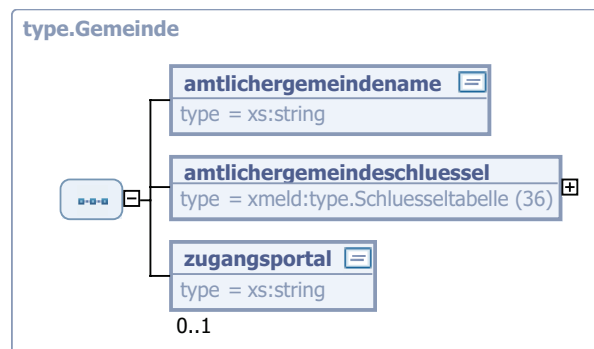 type.Gemeinde
amtlichergemeindename
type = xs:string
amtlichergemeindeschluessel
type = xmeld:type.Schluesseltabelle (36)
zugangsportal
type = xs:string
0..1